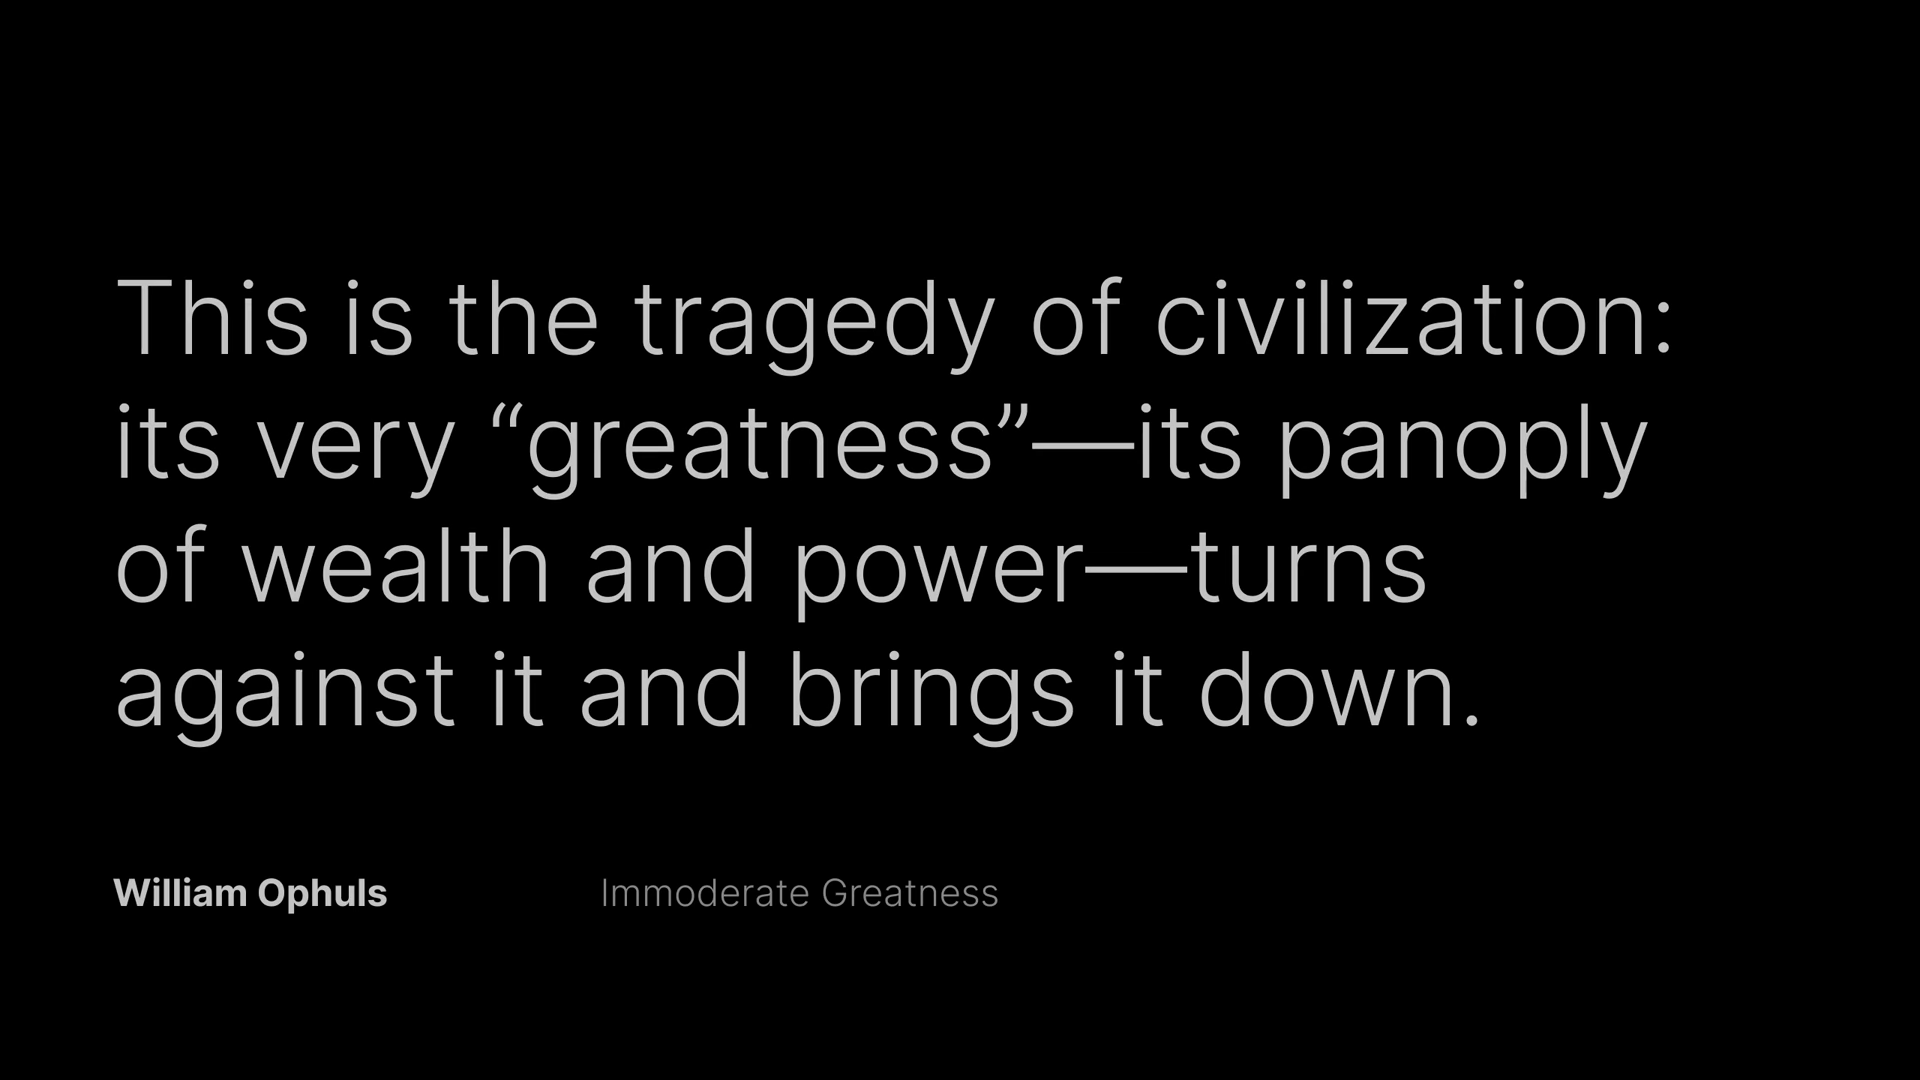 This is the tragedy of civilization:
its very “greatness”—its panoply
of wealth and power—turns
against it and brings it down.
William Ophuls Immoderate Greatness